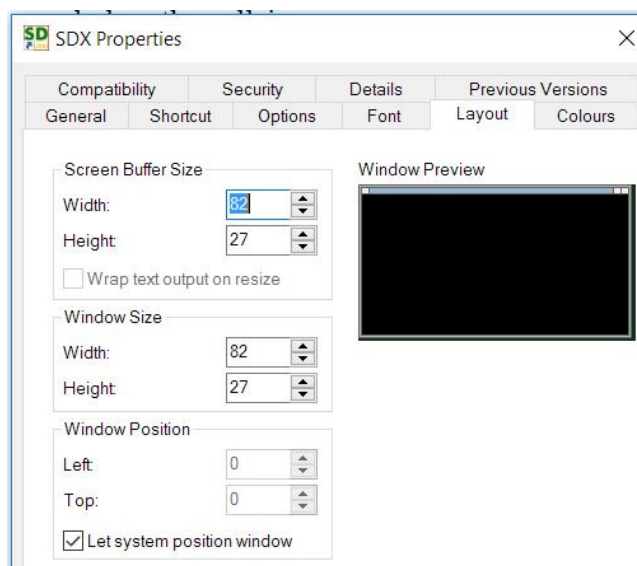 SD SDX Properties
Compatibility Security Details Previous Versions
General Shortcut Options Font Layout Colours
Screen Buffer Size
Width: 82
Height: 27
Wrap text output on resize
Window Size
Width: 82
Height: 27
Window Position
Left: 0
Top: 0
Let system position window
Window Preview